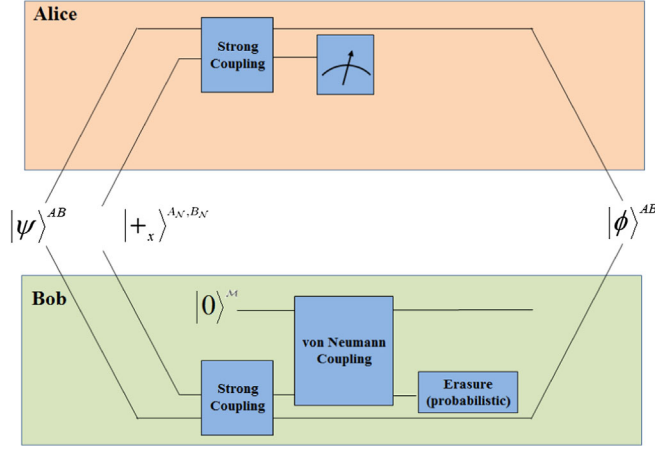 Alice
Strong
Coupling
|ψ⟩^{AB}
|+_x⟩^{A_𝒩,B_𝒩}
|ϕ⟩^{AB}
Bob
|0⟩^ℳ
von Neumann
Coupling
Strong
Coupling
Erasure
(probabilistic)